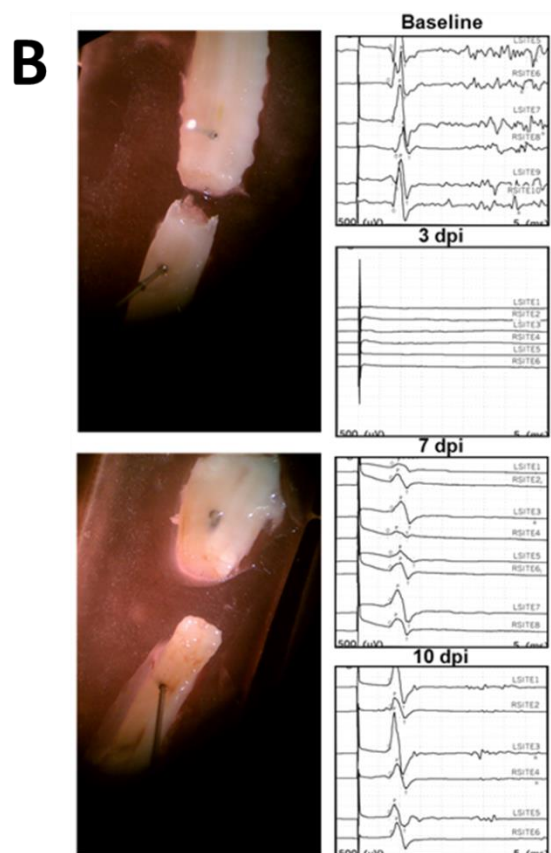 B
Baseline
LSITE5
RSITE6
LSITE7
RSITE8
LSITE9
RSITE10
500 (uV) 5 (ms)
3 dpi
LSITE1
RSITE2
LSITE3
RSITE4
LSITE5
RSITE6
500 (uV) 5 (ms)
7 dpi
LSITE1
RSITE2
LSITE3
RSITE4
LSITE5
RSITE6
LSITE7
RSITE8
500 (uV) 5 (ms)
10 dpi
LSITE1
RSITE2
LSITE3
RSITE4
LSITE5
RSITE6
500 (uV) 5 (ms)